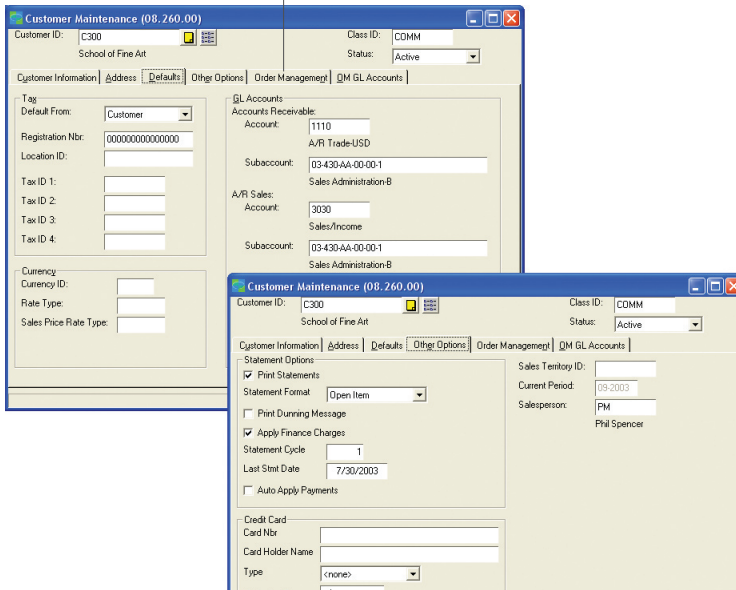 Customer Maintenance (08.260.00)
Customer ID: C300 Class ID: COMM
School of Fine Art Status: Active
Customer Information Address Defaults Other Options Order Management OM GL Accounts
Tax
Default From: Customer
Registration Nbr: 000000000000000
Location ID:
Tax ID 1:
Tax ID 2:
Tax ID 3:
Tax ID 4:
Currency
Currency ID:
Rate Type:
Sales Price Rate Type:
GL Accounts
Accounts Receivable:
Account: 1110
A/R Trade-USD
Subaccount: 03-430-AA-00-00-1
Sales Administration-B
A/R Sales:
Account: 3030
Sales/Income
Subaccount: 03-430-AA-00-00-1
Sales Administration-B
Customer Maintenance (08.260.00)
Customer ID: C300 Class ID: COMM
School of Fine Art Status: Active
Customer Information Address Defaults Other Options Order Management OM GL Accounts
Statement Options
Print Statements
Statement Format Open Item
Print Dunning Message
Apply Finance Charges
Statement Cycle 1
Last Stmt Date 7/30/2003
Auto Apply Payments
Sales Territory ID:
Current Period: 09-2003
Salesperson: PM
Phil Spencer
Credit Card
Card Nbr
Card Holder Name
Type <none>